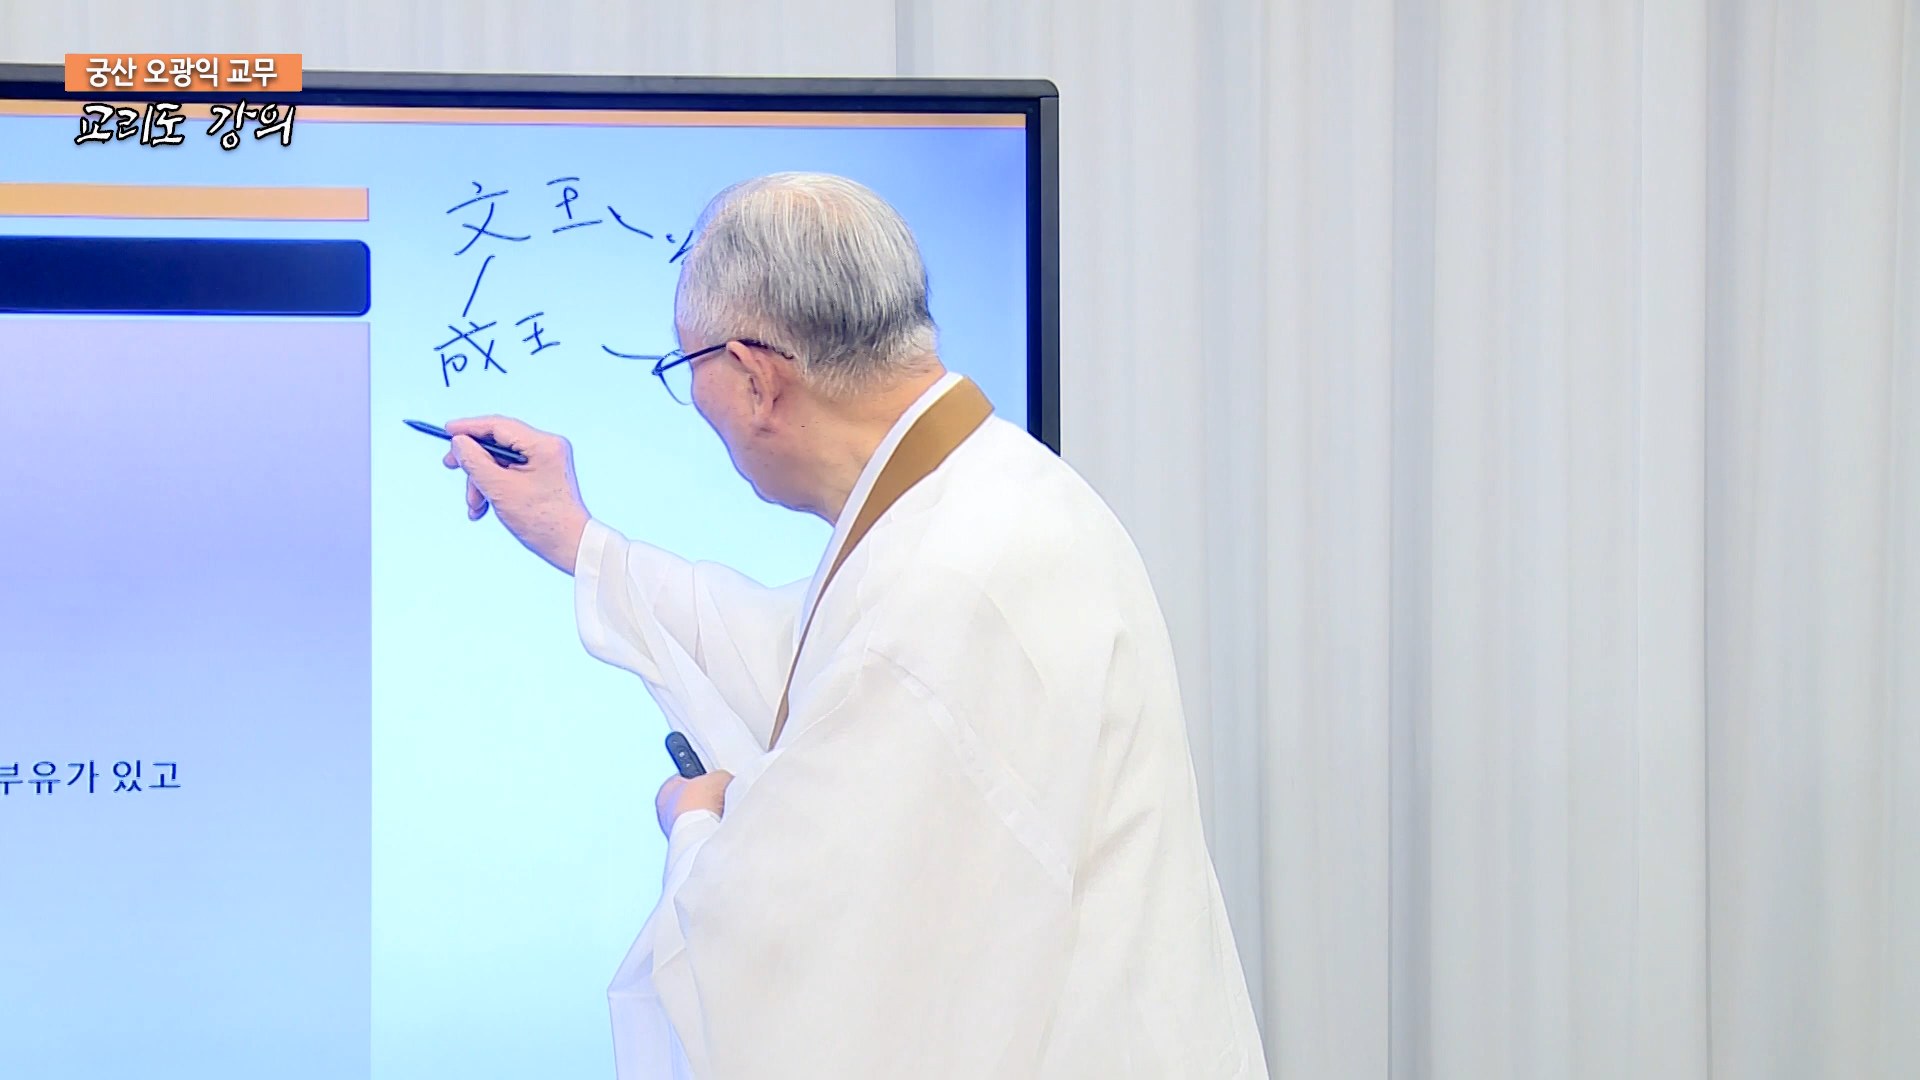 궁산 오광익 교무
교리도 강의
文王
成王
부유가 있고